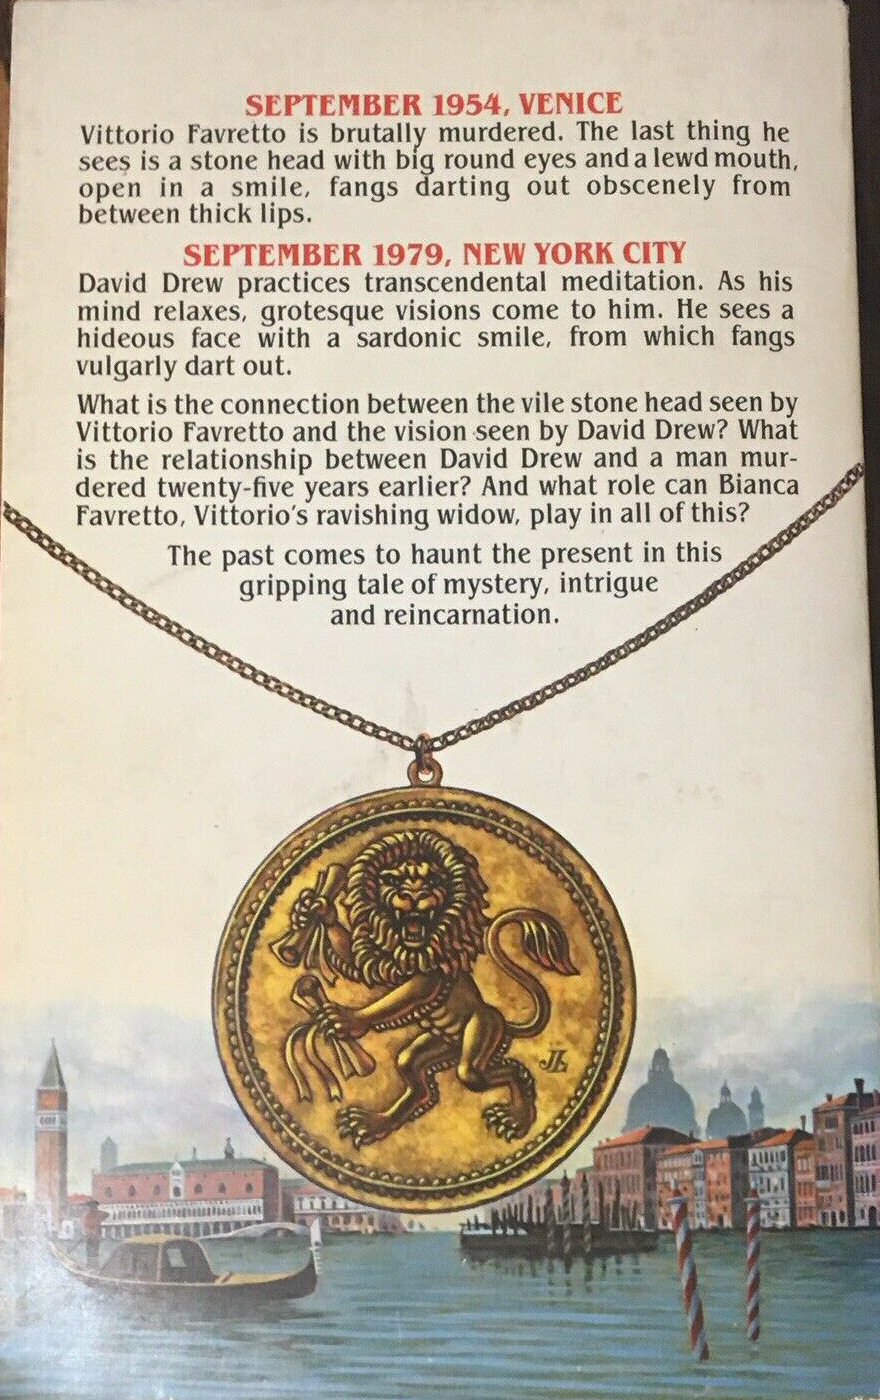 SEPTEMBER 1954, VENICE
Vittorio Favretto is brutally murdered. The last thing he
sees is a stone head with big round eyes and a lewd mouth,
open in a smile, fangs darting out obscenely from
between thick lips.
SEPTEMBER 1979, NEW YORK CITY
David Drew practices transcendental meditation. As his
mind relaxes, grotesque visions come to him. He sees a
hideous face with a sardonic smile, from which fangs
vulgarly dart out.
What is the connection between the vile stone head seen by
Vittorio Favretto and the vision seen by David Drew? What
is the relationship between David Drew and a man mur-
dered twenty-five years earlier? And what role can Bianca
Favretto, Vittorio's ravishing widow, play in all of this?
The past comes to haunt the present in this
gripping tale of mystery, intrigue
and reincarnation.